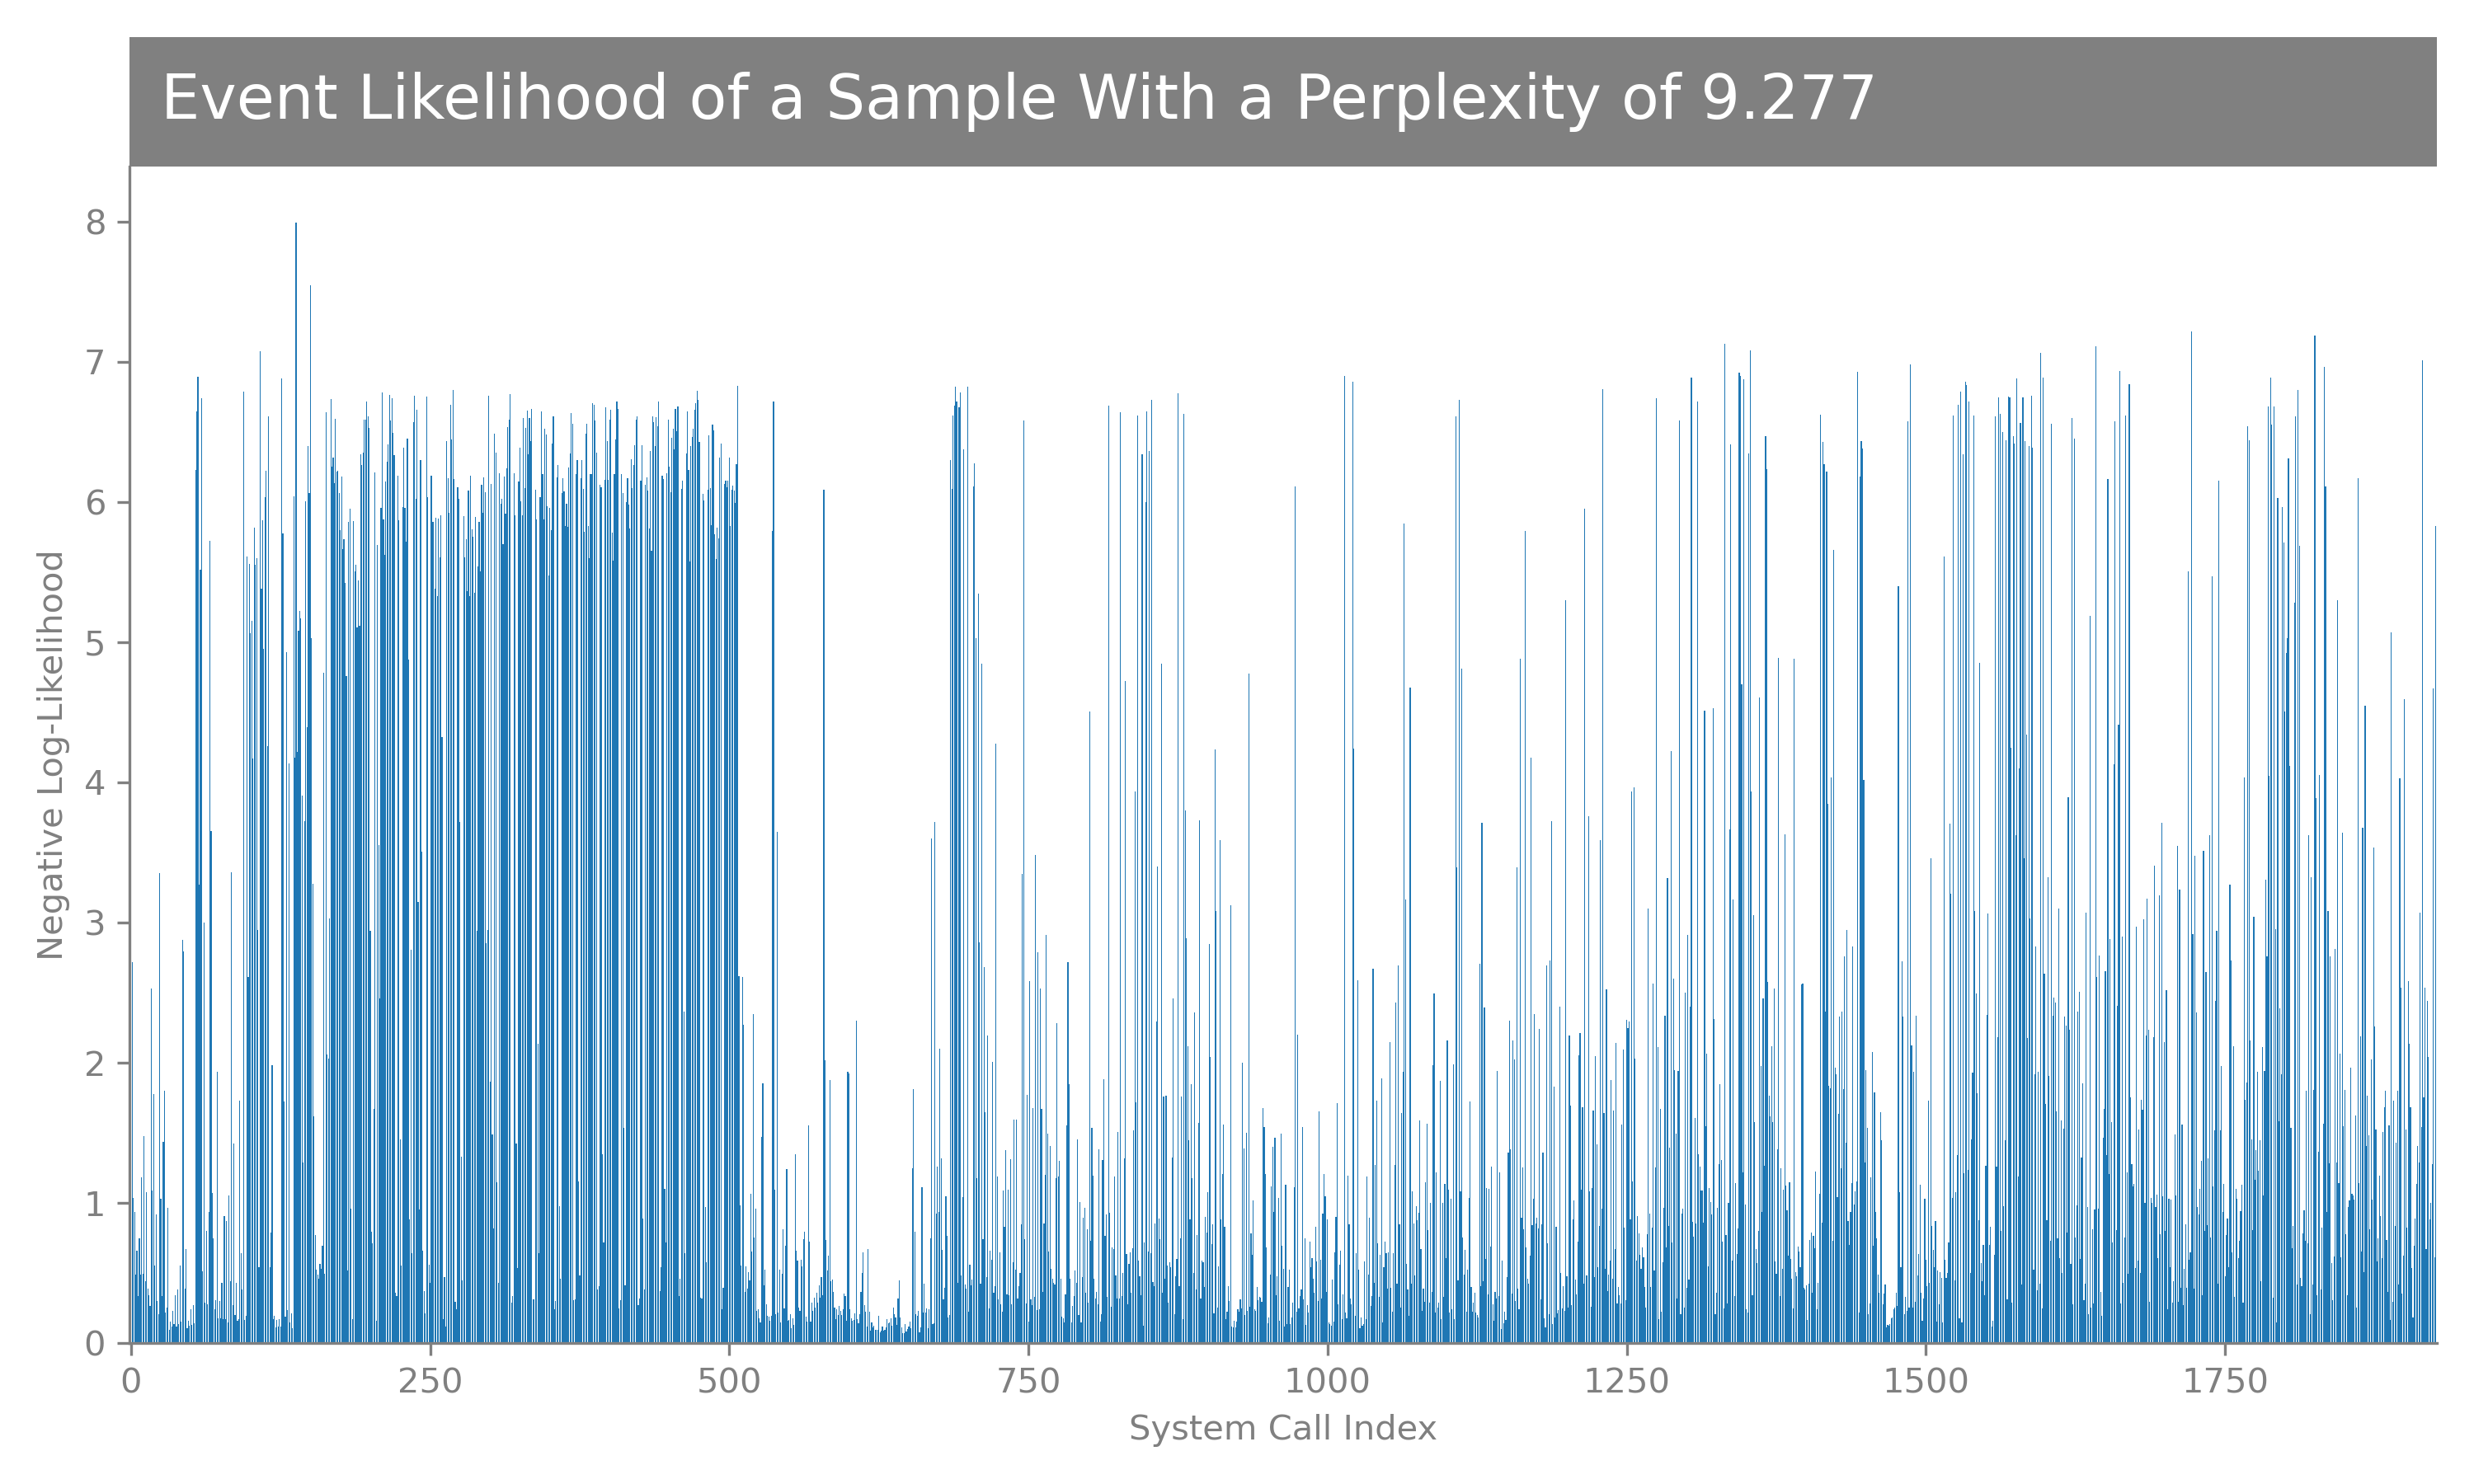 Event Likelihood of a Sample With a Perplexity of 9.277
8
7
6
5
4
3
2
1
0
Negative Log-Likelihood
0 250 500 750 1000 1250 1500 1750
System Call Index